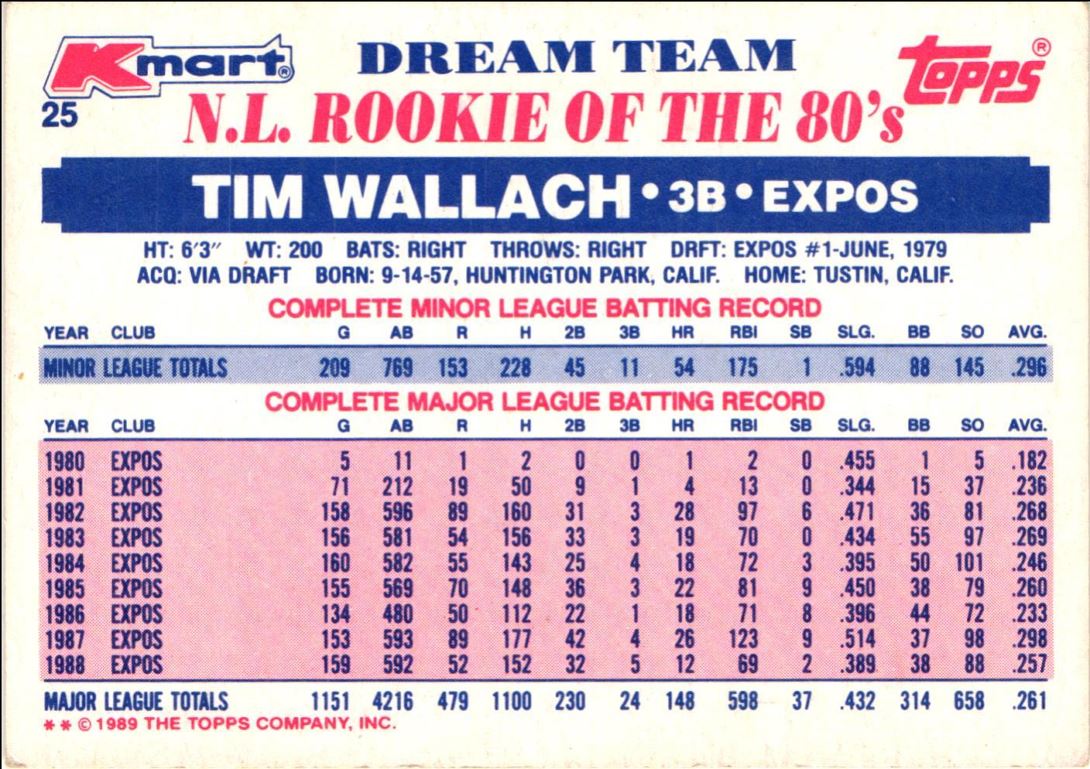 Kmart® DREAM TEAM Topps®
25 N.L. ROOKIE OF THE 80's
TIM WALLACH • 3B • EXPOS
HT: 6'3" WT: 200 BATS: RIGHT THROWS: RIGHT DRFT: EXPOS #1-JUNE, 1979
ACQ: VIA DRAFT BORN: 9-14-57, HUNTINGTON PARK, CALIF. HOME: TUSTIN, CALIF.
COMPLETE MINOR LEAGUE BATTING RECORD
YEAR CLUB G AB R H 2B 3B HR RBI SB SLG. BB SO AVG.
MINOR LEAGUE TOTALS 209 769 153 228 45 11 54 175 1 .594 88 145 .296
COMPLETE MAJOR LEAGUE BATTING RECORD
YEAR CLUB G AB R H 2B 3B HR RBI SB SLG. BB SO AVG.
1980 EXPOS 5 11 1 2 0 0 1 2 0 .455 1 5 .182
1981 EXPOS 71 212 19 50 9 1 4 13 0 .344 15 37 .236
1982 EXPOS 158 596 89 160 31 3 28 97 6 .471 36 81 .268
1983 EXPOS 156 581 54 156 33 3 19 70 0 .434 55 97 .269
1984 EXPOS 160 582 55 143 25 4 18 72 3 .395 50 101 .246
1985 EXPOS 155 569 70 148 36 3 22 81 9 .450 38 79 .260
1986 EXPOS 134 480 50 112 22 1 18 71 8 .396 44 72 .233
1987 EXPOS 153 593 89 177 42 4 26 123 9 .514 37 98 .298
1988 EXPOS 159 592 52 152 32 5 12 69 2 .389 38 88 .257
MAJOR LEAGUE TOTALS 1151 4216 479 1100 230 24 148 598 37 .432 314 658 .261
* * © 1989 THE TOPPS COMPANY, INC.